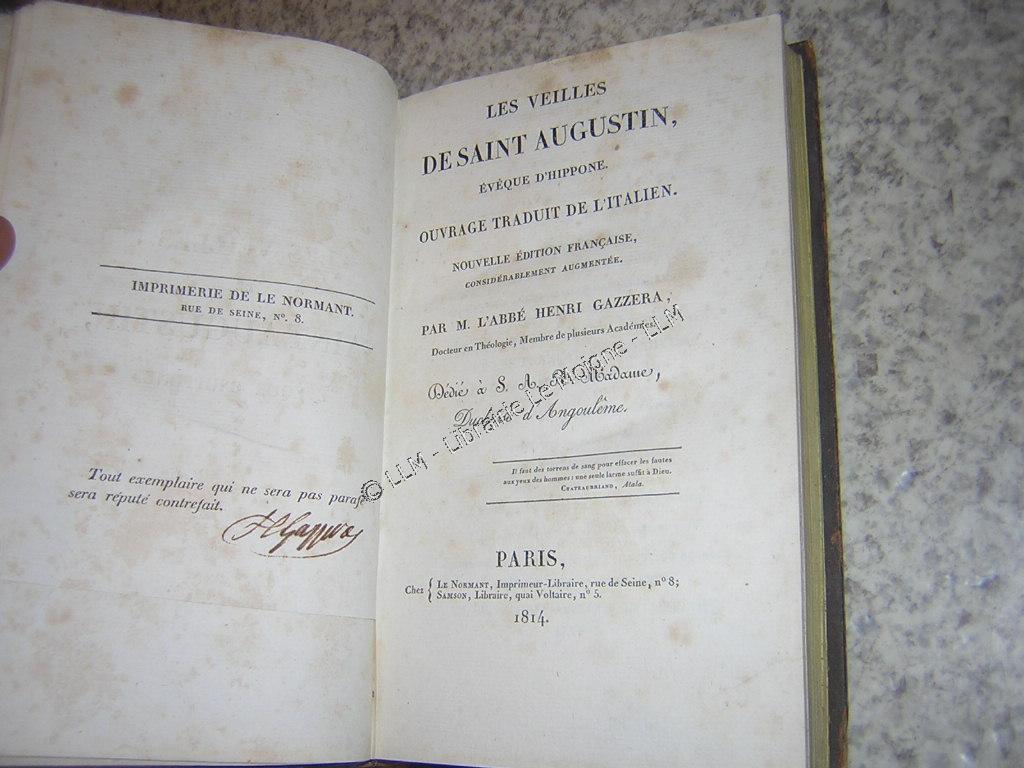 IMPRIMERIE DE LE NORMANT.
RUE DE SEINE, Nº. 8.
Tout exemplaire qui ne sera pas
sera réputé contrefait.
HGazzera
LES VEILLES
DE SAINT AUGUSTIN,
ÉVÊQUE D'HIPPONE.
OUVRAGE TRADUIT DE L'ITALIEN.
NOUVELLE ÉDITION FRANÇAISE,
CONSIDÉRABLEMENT AUGMENTÉE.
PAR M. L'ABBÉ HENRI GAZZERA,
Docteur en Théologie, Membre de plusieurs Académies.
Dédié à S. A. R. Madame,
Duchesse d'Angoulême.
Il faut des torrens de sang pour effacer les fautes
aux yeux des hommes : une seule larme suffit à Dieu.
CHATEAUBRIAND, Atala.
PARIS,
Chez { LE NORMANT, Imprimeur-Libraire, rue de Seine, nº 8;
SAMSON, Libraire, quai Voltaire, nº 5.
1814.
© LLM - Librairie Le Moigne - LLM